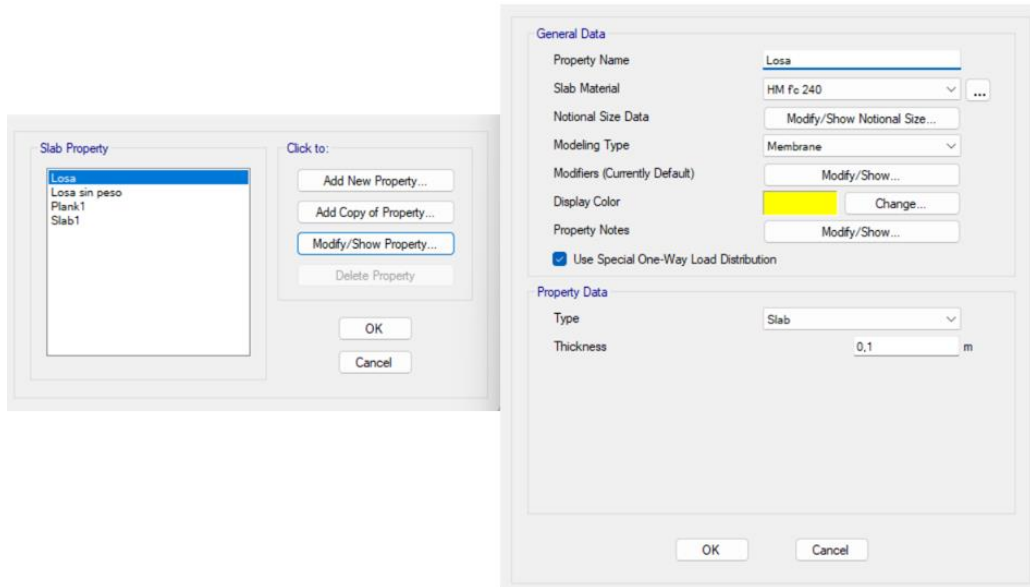 Slab Property
Losa
Losa sin peso
Plank1
Slab1
Click to:
Add New Property...
Add Copy of Property...
Modify/Show Property...
Delete Property
OK
Cancel
General Data
Property Name Losa
Slab Material HM f'c 240 ...
Notional Size Data Modify/Show Notional Size...
Modeling Type Membrane
Modifiers (Currently Default) Modify/Show...
Display Color Change...
Property Notes Modify/Show...
Use Special One-Way Load Distribution
Property Data
Type Slab
Thickness 0,1 m
OK Cancel